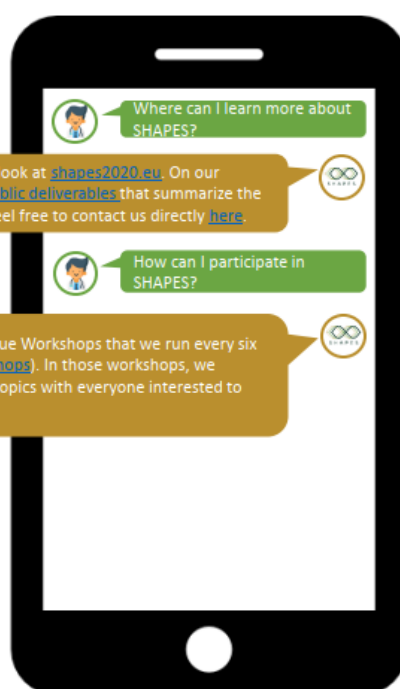 Where can I learn more about
SHAPES?
ook at shapes2020.eu. On our
blic deliverables that summarize the
eel free to contact us directly here.
SHAPES
How can I participate in
SHAPES?
SHAPES
ue Workshops that we run every six
hops). In those workshops, we
opics with everyone interested to